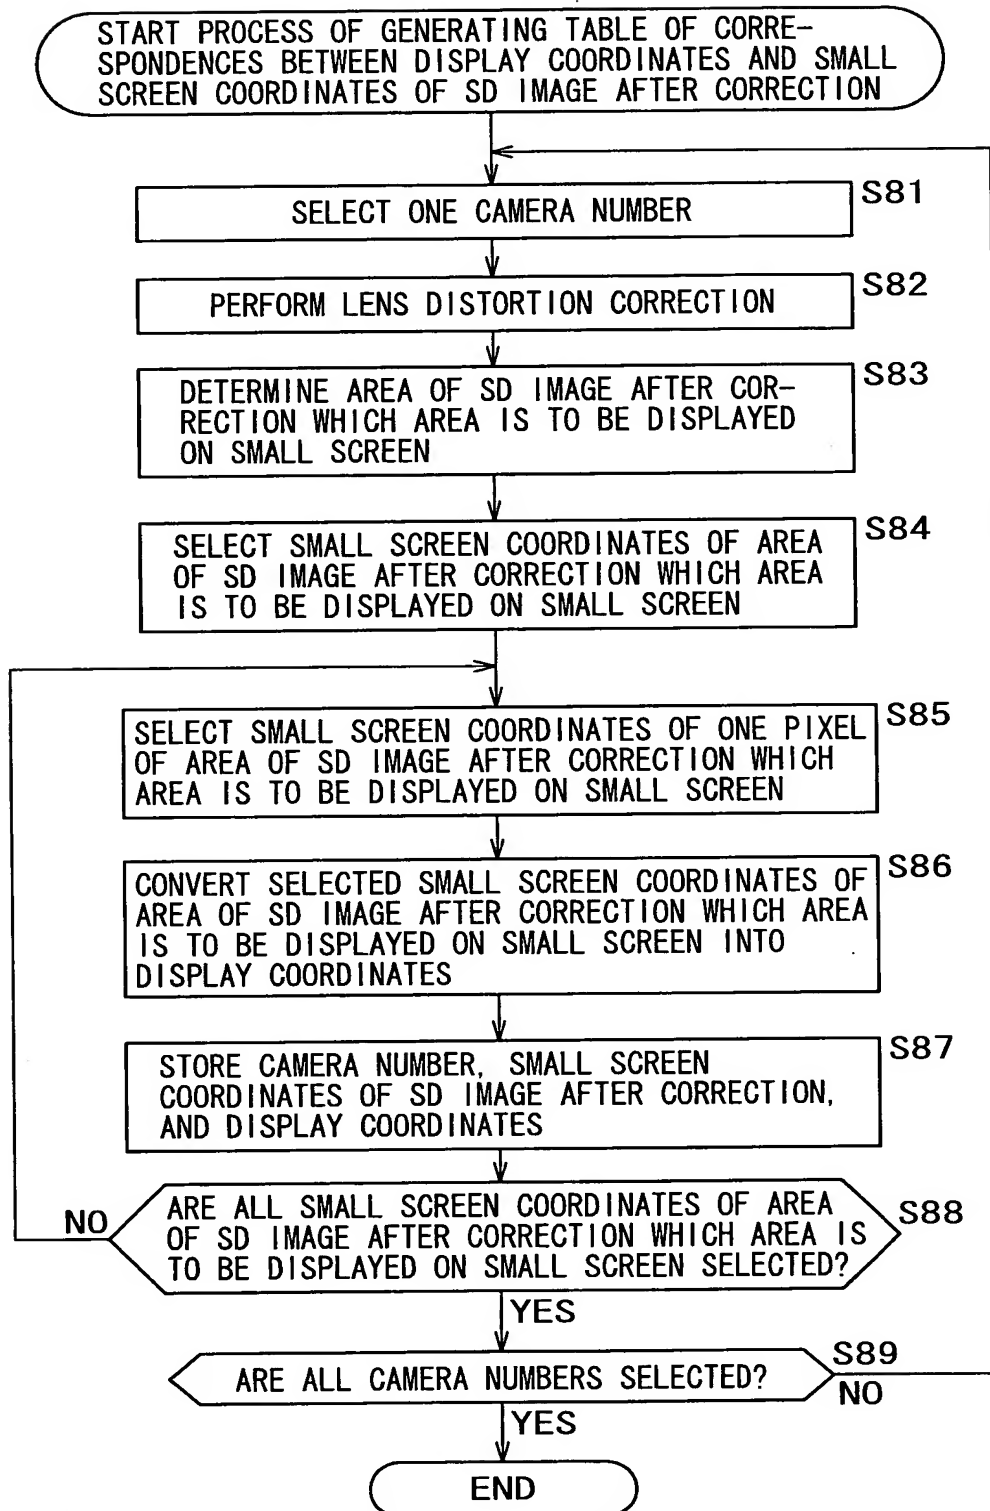 START PROCESS OF GENERATING TABLE OF CORRE-
SPONDENCES BETWEEN DISPLAY COORDINATES AND SMALL
SCREEN COORDINATES OF SD IMAGE AFTER CORRECTION
S81
SELECT ONE CAMERA NUMBER
S82
PERFORM LENS DISTORTION CORRECTION
S83
DETERMINE AREA OF SD IMAGE AFTER COR-
RECTION WHICH AREA IS TO BE DISPLAYED
ON SMALL SCREEN
S84
SELECT SMALL SCREEN COORDINATES OF AREA
OF SD IMAGE AFTER CORRECTION WHICH AREA
IS TO BE DISPLAYED ON SMALL SCREEN
S85
SELECT SMALL SCREEN COORDINATES OF ONE PIXEL
OF AREA OF SD IMAGE AFTER CORRECTION WHICH
AREA IS TO BE DISPLAYED ON SMALL SCREEN
S86
CONVERT SELECTED SMALL SCREEN COORDINATES OF
AREA OF SD IMAGE AFTER CORRECTION WHICH AREA
IS TO BE DISPLAYED ON SMALL SCREEN INTO
DISPLAY COORDINATES
S87
STORE CAMERA NUMBER, SMALL SCREEN
COORDINATES OF SD IMAGE AFTER CORRECTION,
AND DISPLAY COORDINATES
S88
ARE ALL SMALL SCREEN COORDINATES OF AREA
OF SD IMAGE AFTER CORRECTION WHICH AREA IS
TO BE DISPLAYED ON SMALL SCREEN SELECTED?
NO
YES
S89
ARE ALL CAMERA NUMBERS SELECTED?
NO
YES
END